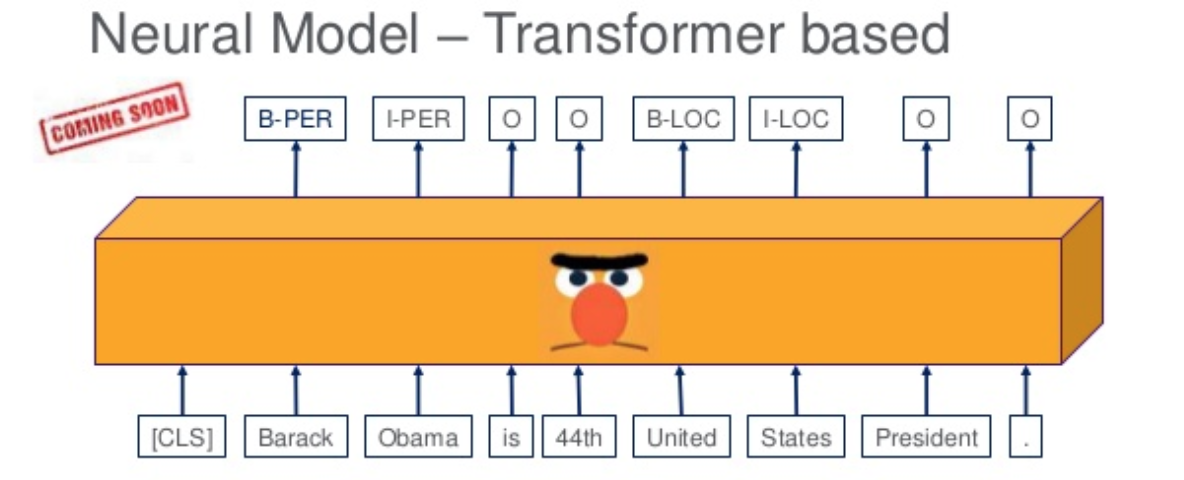 Neural Model – Transformer based
COMING SOON
B-PER I-PER O O B-LOC I-LOC O O
[CLS] Barack Obama is 44th United States President .